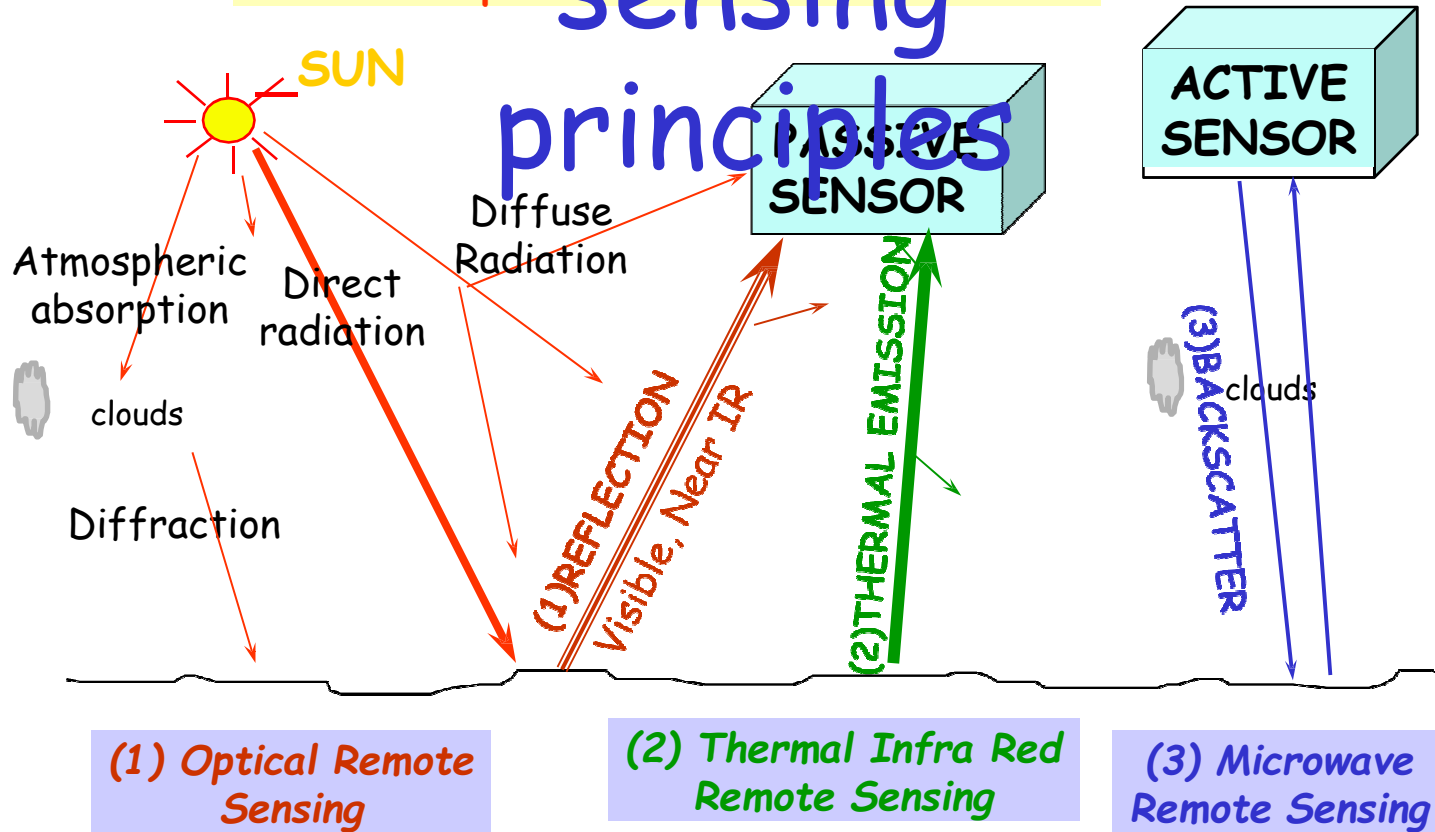 sensing
principles
SUN
PASSIVE
SENSOR
ACTIVE
SENSOR
Diffuse
Radiation
Atmospheric
absorption
Direct
radiation
clouds
Diffraction
(1)REFLECTION
Visible, Near IR
(2)THERMAL EMISSION
(3)BACKSCATTER
clouds
(1) Optical Remote
Sensing
(2) Thermal Infra Red
Remote Sensing
(3) Microwave
Remote Sensing